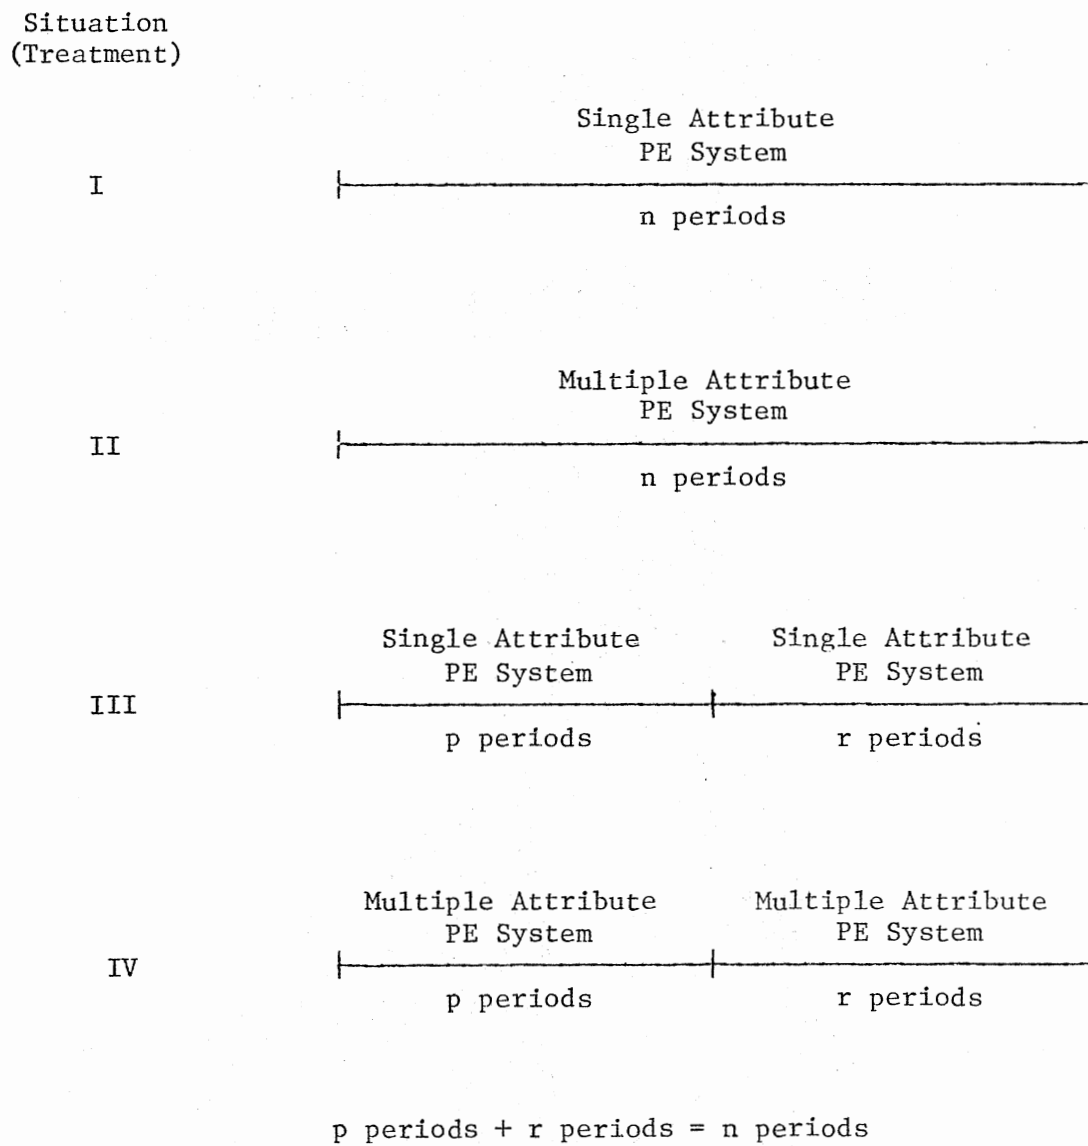 Situation
(Treatment)
Single Attribute
PE System
I
n periods
Multiple Attribute
PE System
II
n periods
Single Attribute Single Attribute
PE System PE System
III
p periods r periods
Multiple Attribute Multiple Attribute
PE System PE System
IV
p periods r periods
p periods + r periods = n periods